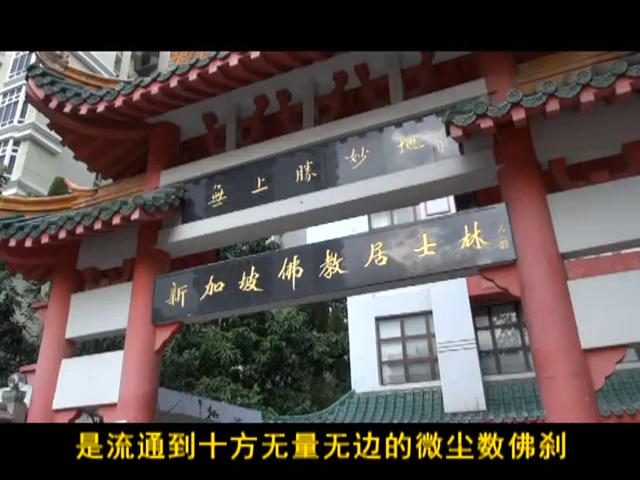 無上勝妙地
新加坡佛教居士林
是流通到十方无量无边的微尘数佛刹